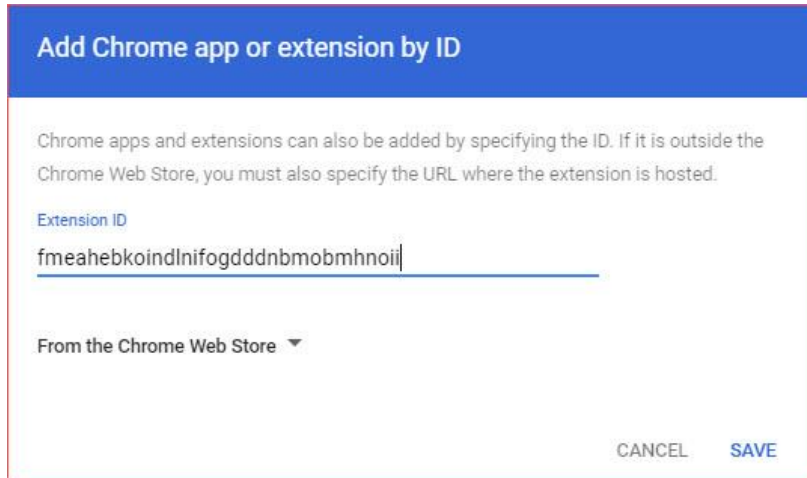 Add Chrome app or extension by ID
Chrome apps and extensions can also be added by specifying the ID. If it is outside the
Chrome Web Store, you must also specify the URL where the extension is hosted.
Extension ID
fmeahebkoindlnifogdddnbmobmhnoii
From the Chrome Web Store
CANCEL SAVE